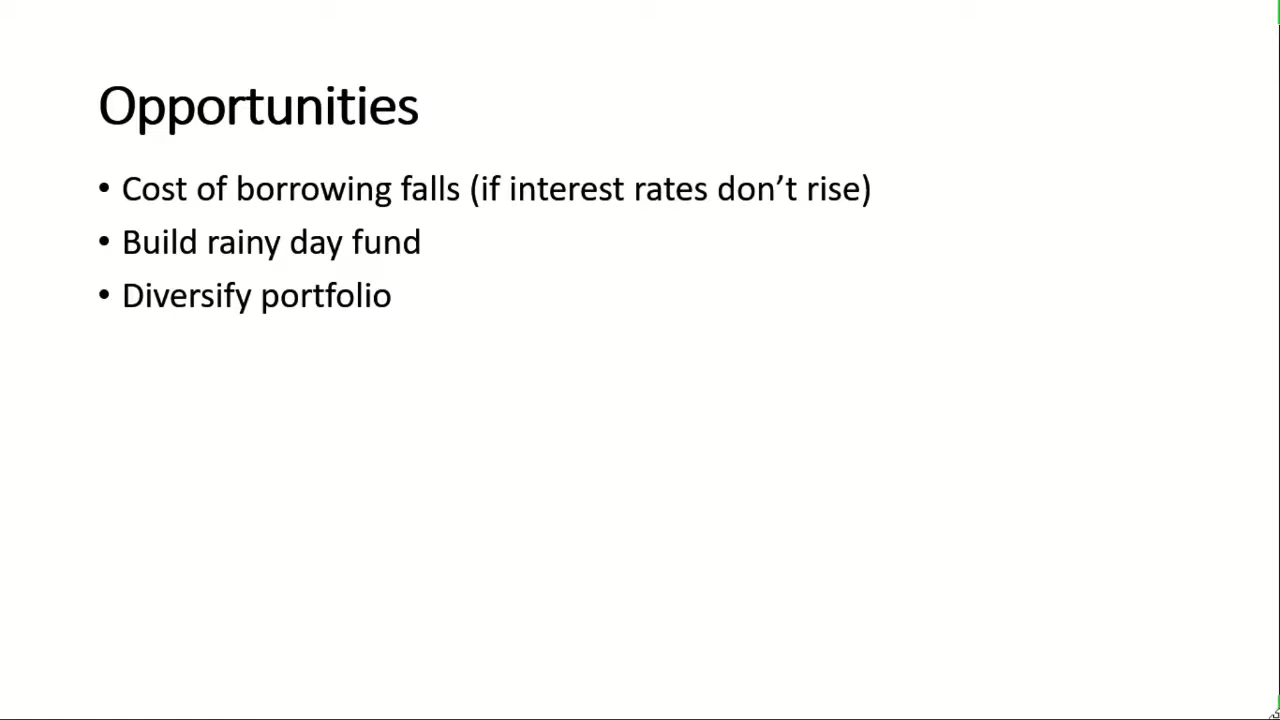 Opportunities
• Cost of borrowing falls (if interest rates don’t rise)
• Build rainy day fund
• Diversify portfolio